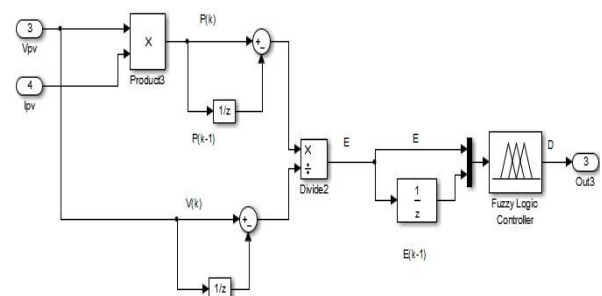 3
Vpv
4
Ipv
X
Product3
P(k)
+
−
1/z
P(k-1)
V(k)
+
−
1/z
X
÷
Divide2
E
E
1
z
E(k-1)
Fuzzy Logic
Controller
D
3
Out3